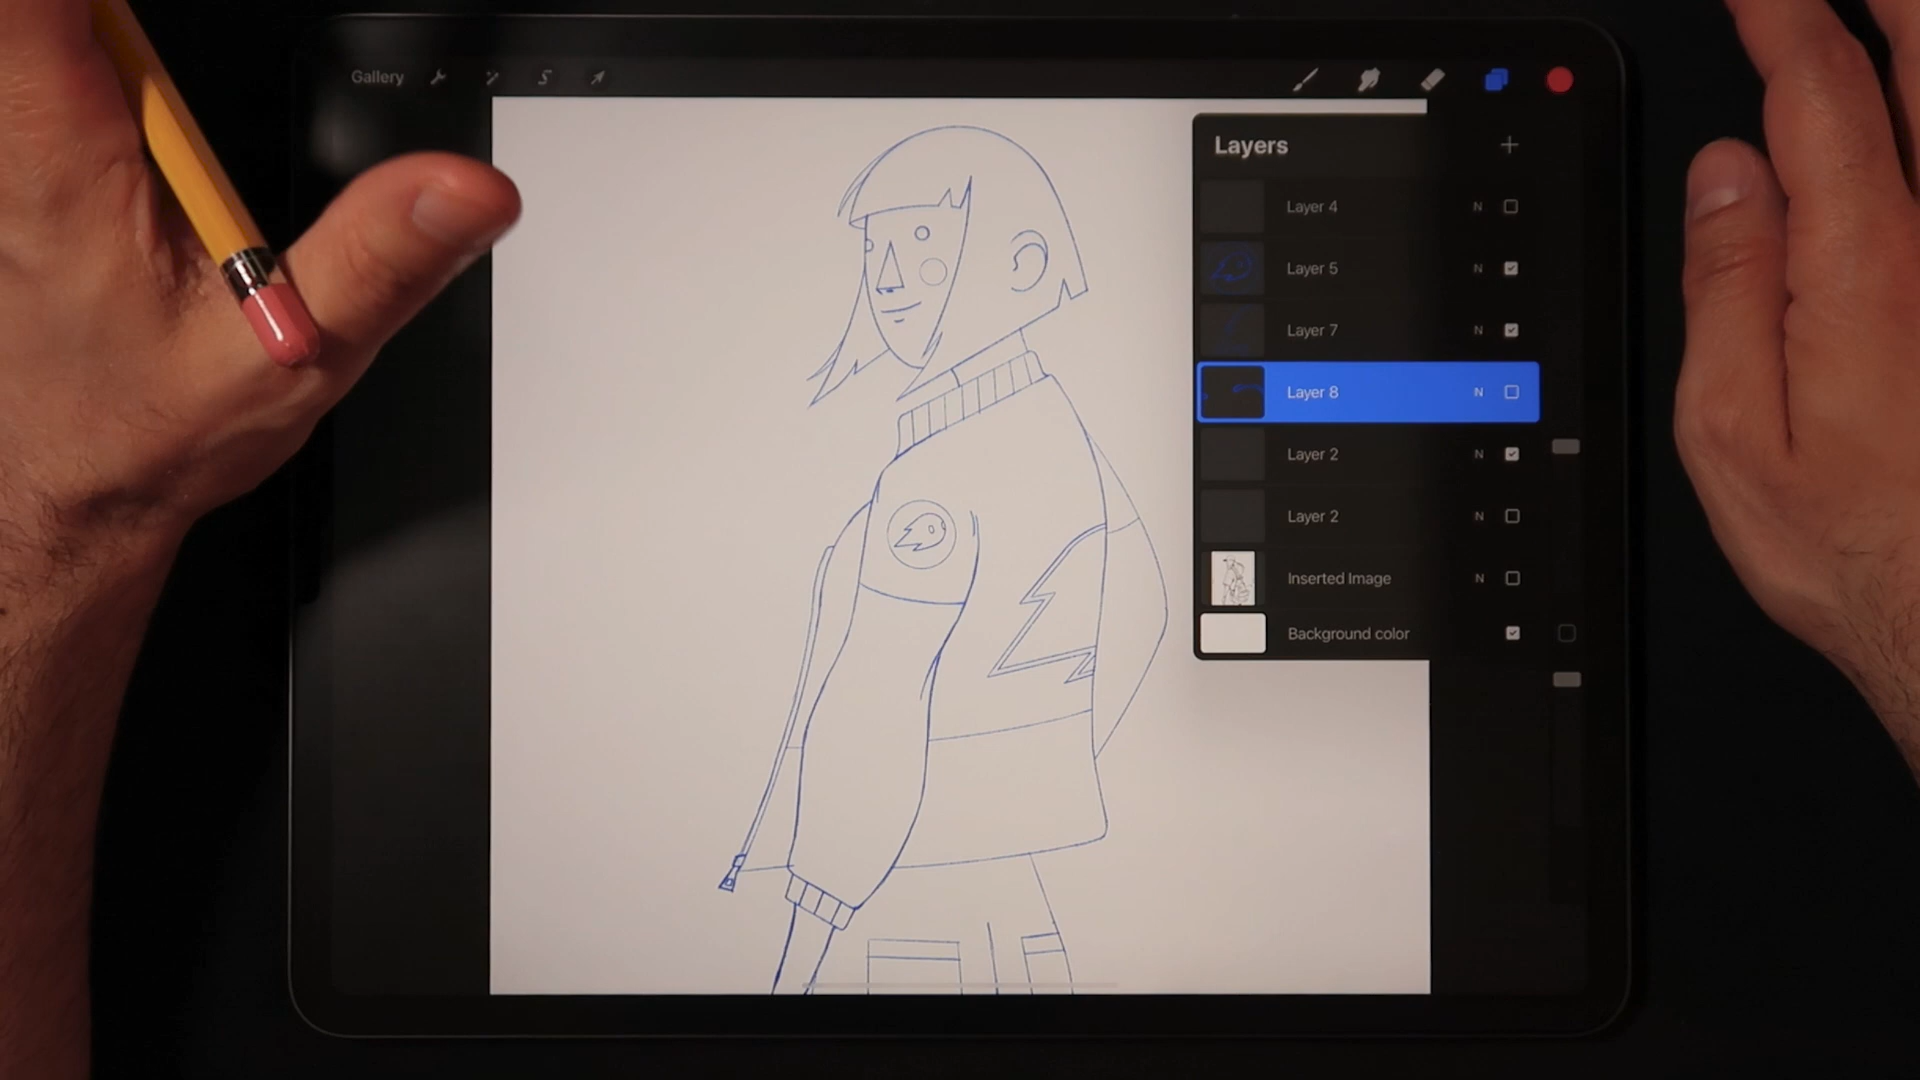 Gallery
Layers
Layer 4 N
Layer 5 N
Layer 7 N
Layer 8 N
Layer 2 N
Layer 2 N
Inserted Image N
Background color